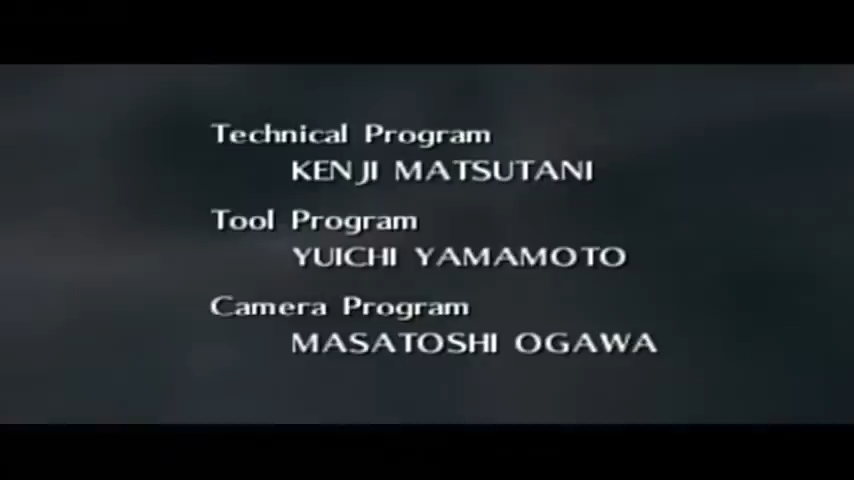 Technical Program
KENJI MATSUTANI
Tool Program
YUICHI YAMAMOTO
Camera Program
MASATOSHI OGAWA